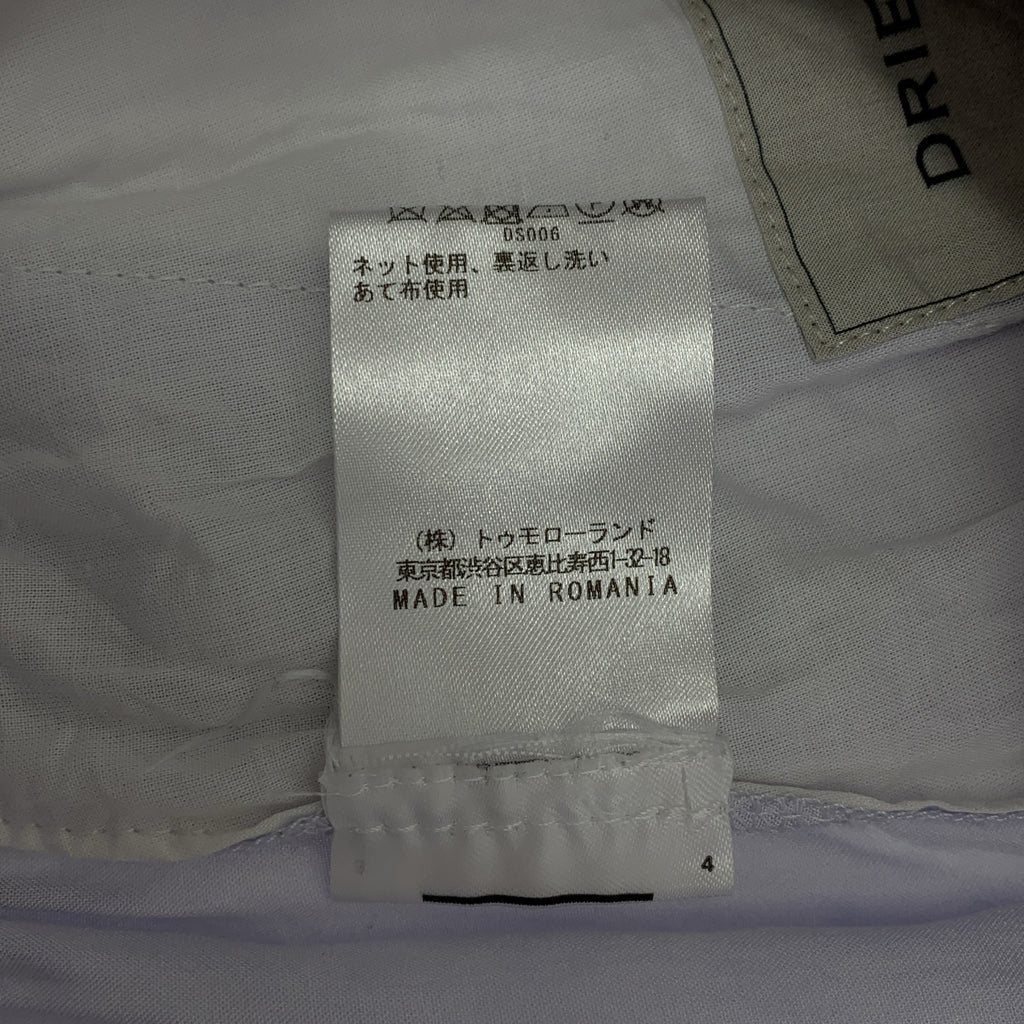 DRIE
DS006
ネット使用、裏返し洗い
あて布使用
(株) トゥモローランド
東京都渋谷区恵比寿西1-32-18
MADE IN ROMANIA
4